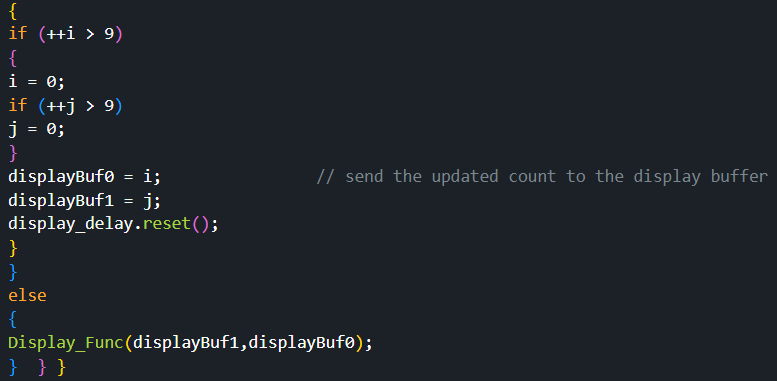 {
if (++i > 9)
{
i = 0;
if (++j > 9)
j = 0;
}
displayBuf0 = i;                // send the updated count to the display buffer
displayBuf1 = j;
display_delay.reset();
}
}
else
{
Display_Func(displayBuf1,displayBuf0);
}  } }